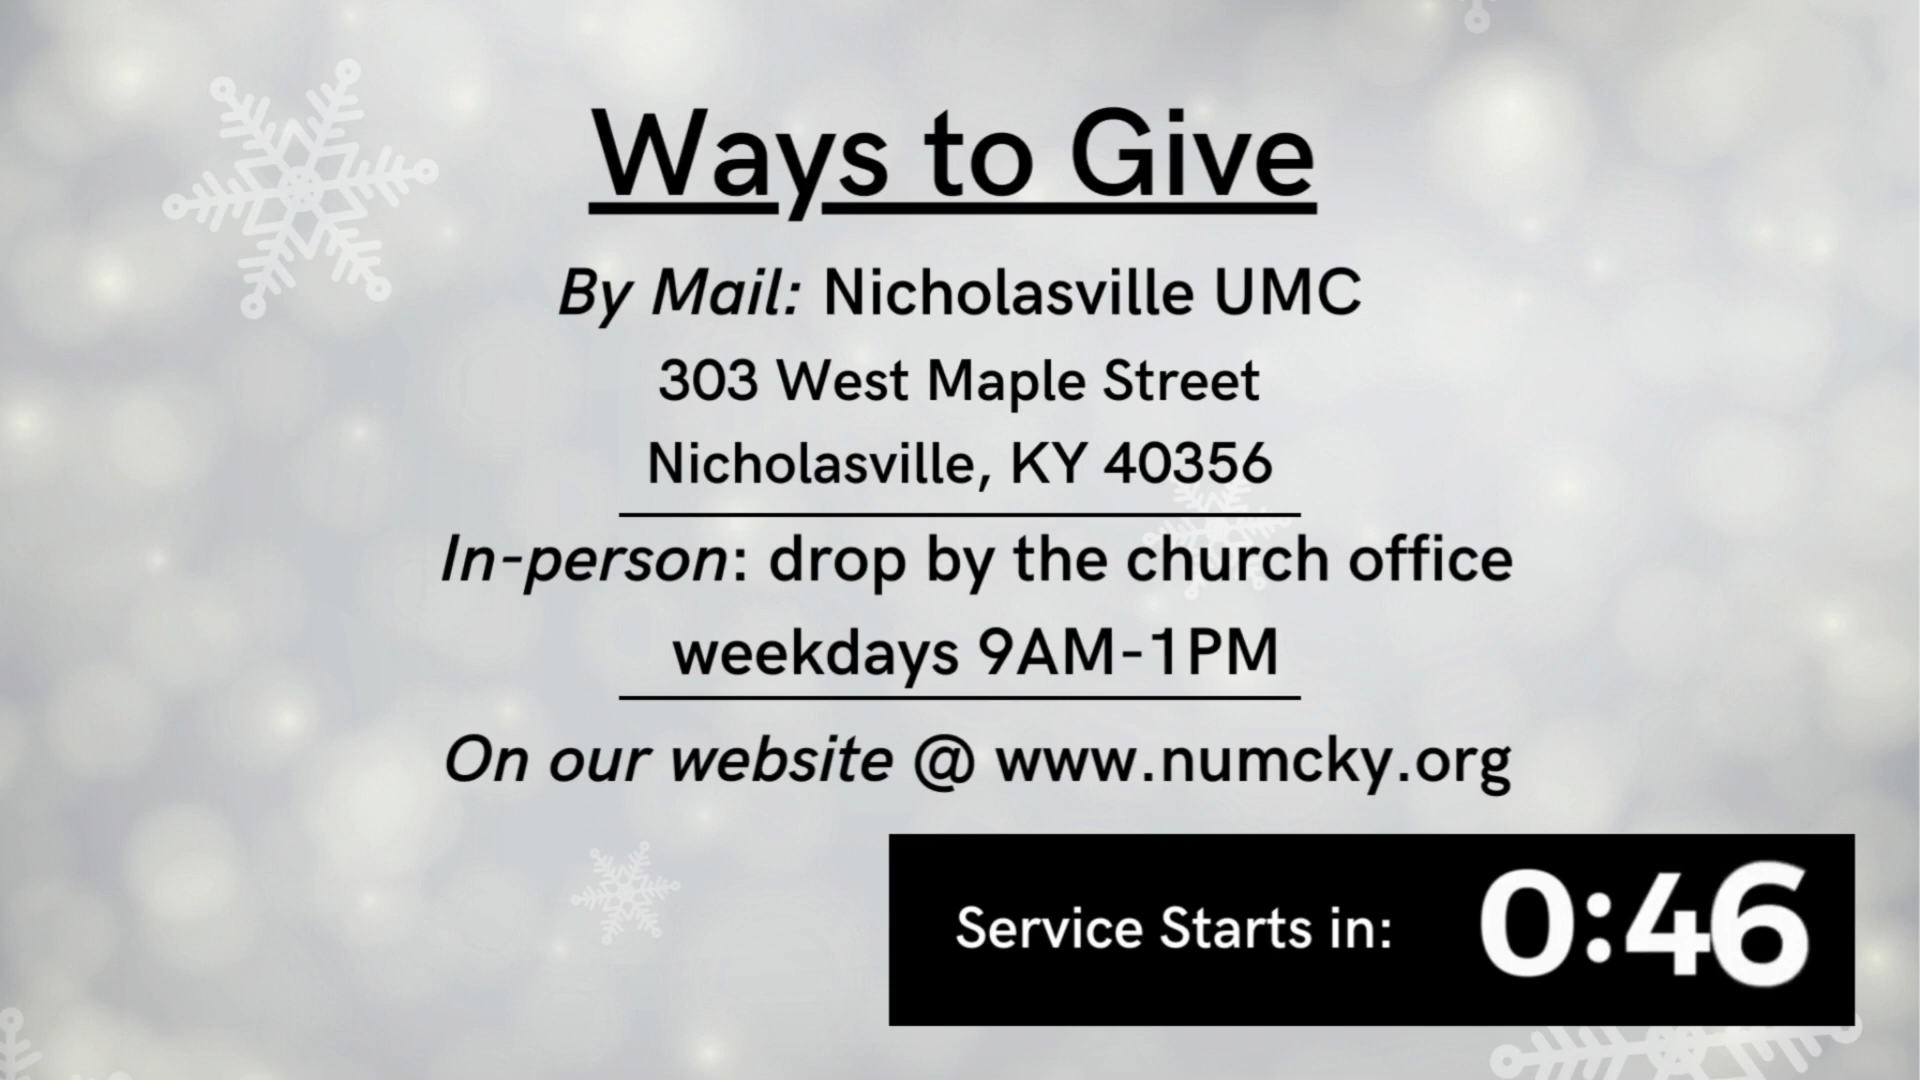 Ways to Give
By Mail: Nicholasville UMC
303 West Maple Street
Nicholasville, KY 40356
In-person: drop by the church office
weekdays 9AM-1PM
On our website @ www.numcky.org
Service Starts in: 0:46